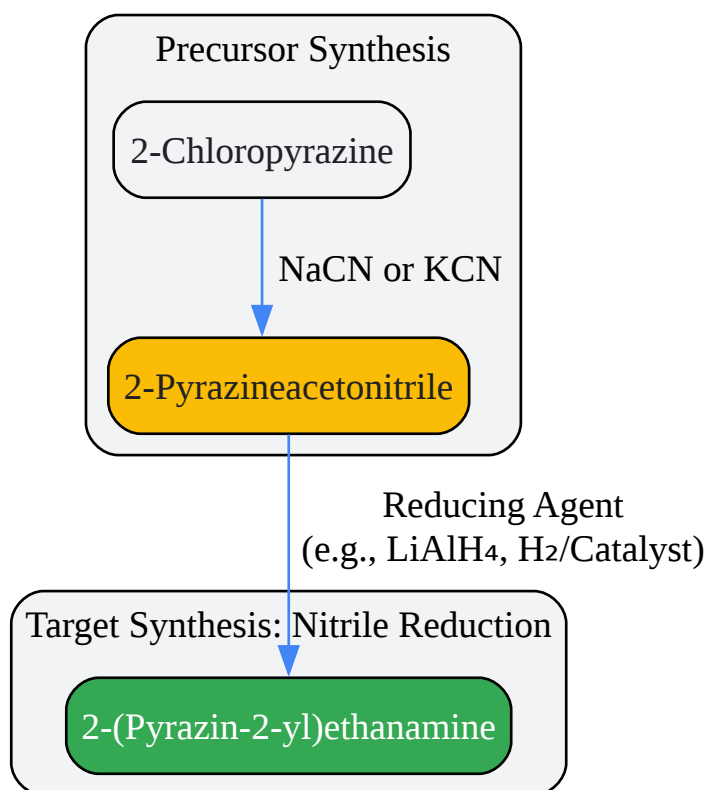 Precursor Synthesis
2-Chloropyrazine
NaCN or KCN
2-Pyrazineacetonitrile
Reducing Agent
(e.g., LiAlH₄, H₂/Catalyst)
Target Synthesis: Nitrile Reduction
2-(Pyrazin-2-yl)ethanamine